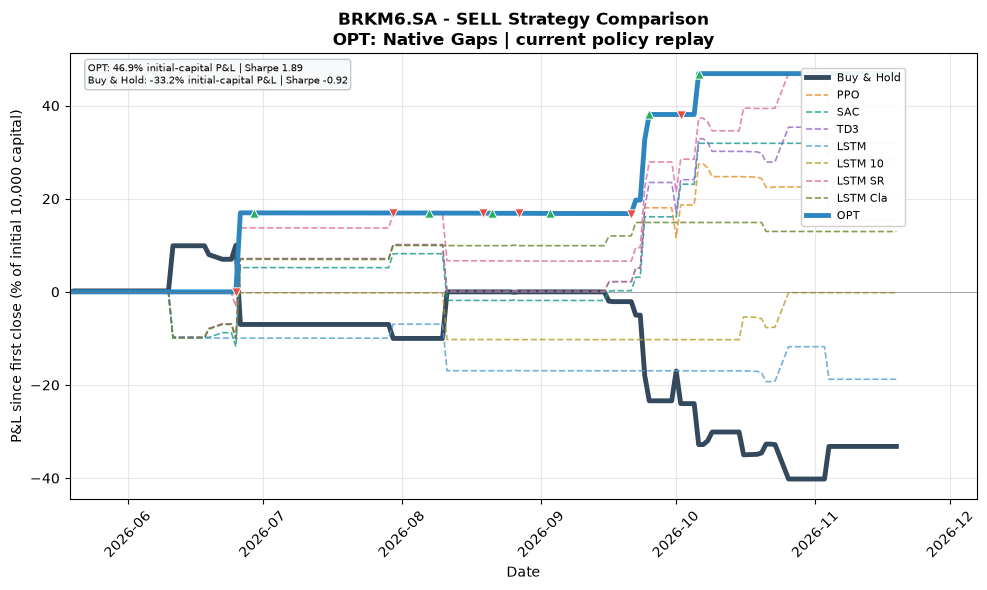 BRKM6.SA - SELL Strategy Comparison
OPT: Native Gaps | current policy replay
OPT: 46.9% initial-capital P&L | Sharpe 1.89
Buy & Hold: -33.2% initial-capital P&L | Sharpe -0.92
Buy & Hold
PPO
SAC
TD3
LSTM
LSTM 10
LSTM SR
LSTM Cla
OPT
P&L since first close (% of initial 10,000 capital)
40
20
0
−20
−40
2026-06
2026-07
2026-08
2026-09
2026-10
2026-11
2026-12
Date